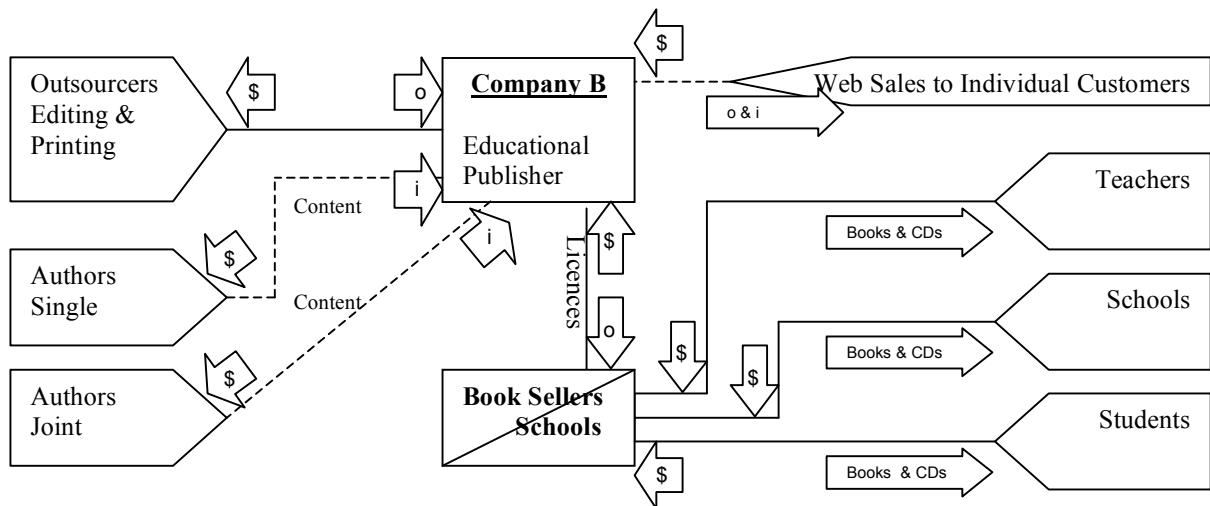 Outsourcers
Editing &
Printing
$
o
Company B
Educational
Publisher
$
Web Sales to Individual Customers
o & i
Content
i
Teachers
Books & CDs
Authors
Single
$
Content
i
Licences
$
o
Schools
Books & CDs
$
$
Authors
Joint
$
Book Sellers
Schools
$
Students
Books & CDs